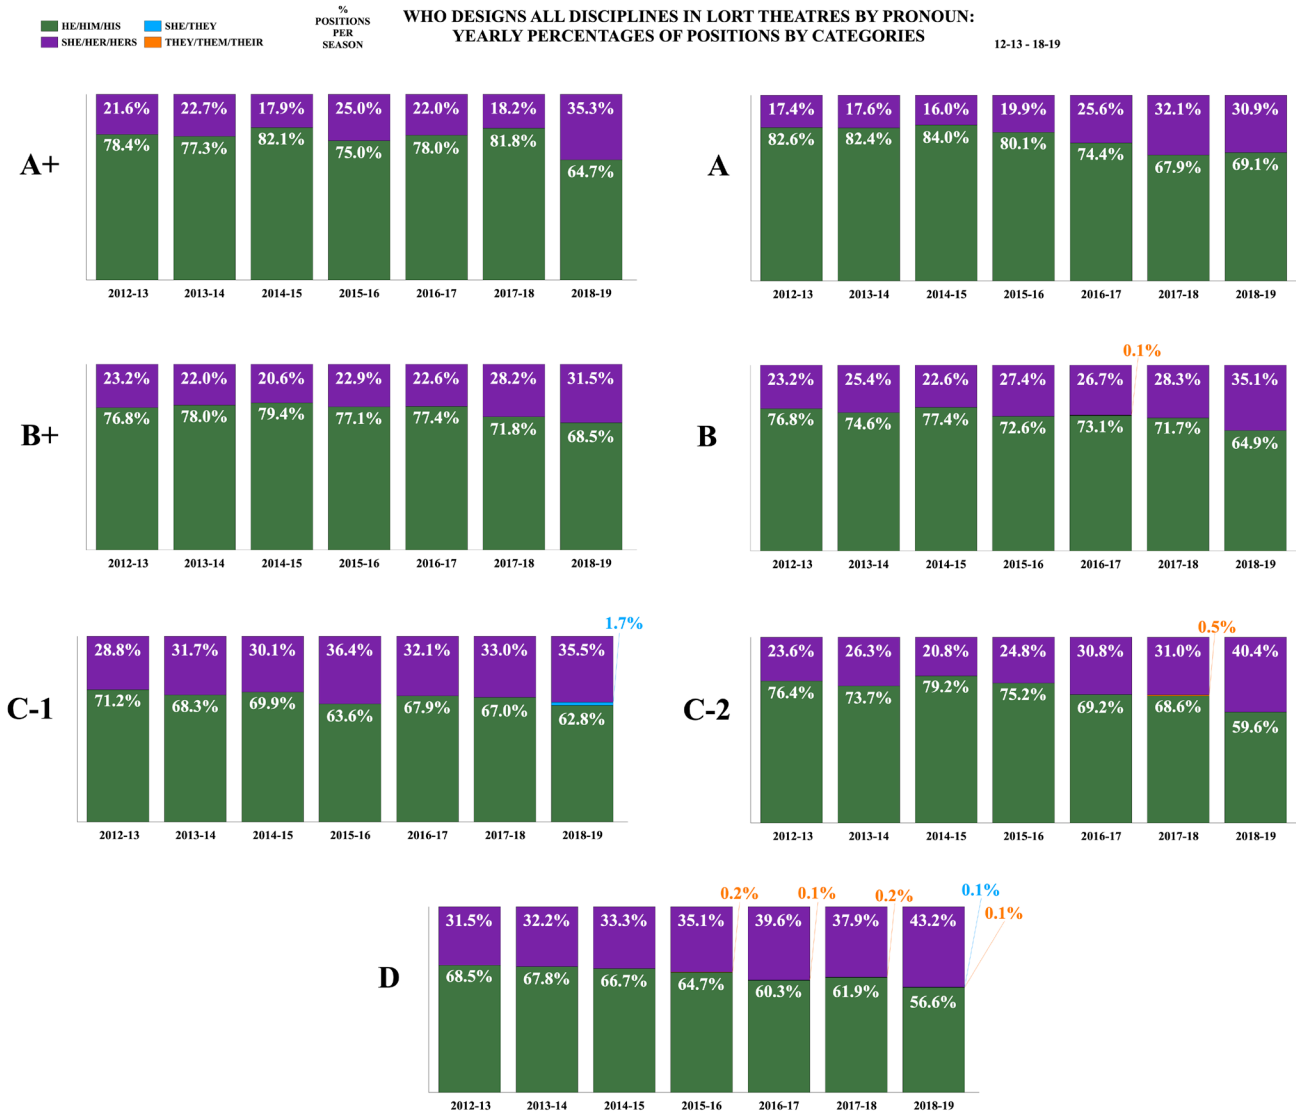 HE/HIM/HIS
SHE/THEY
SHE/HER/HERS
THEY/THEM/THEIR
%
POSITIONS
PER
SEASON
WHO DESIGNS ALL DISCIPLINES IN LORT THEATRES BY PRONOUN:
YEARLY PERCENTAGES OF POSITIONS BY CATEGORIES
12-13 - 18-19
A+
21.6% 22.7% 17.9% 25.0% 22.0% 18.2% 35.3%
78.4% 77.3% 82.1% 75.0% 78.0% 81.8% 64.7%
2012-13 2013-14 2014-15 2015-16 2016-17 2017-18 2018-19
A
17.4% 17.6% 16.0% 19.9% 25.6% 32.1% 30.9%
82.6% 82.4% 84.0% 80.1% 74.4% 67.9% 69.1%
2012-13 2013-14 2014-15 2015-16 2016-17 2017-18 2018-19
B+
23.2% 22.0% 20.6% 22.9% 22.6% 28.2% 31.5%
76.8% 78.0% 79.4% 77.1% 77.4% 71.8% 68.5%
2012-13 2013-14 2014-15 2015-16 2016-17 2017-18 2018-19
B
0.1%
23.2% 25.4% 22.6% 27.4% 26.7% 28.3% 35.1%
76.8% 74.6% 77.4% 72.6% 73.1% 71.7% 64.9%
2012-13 2013-14 2014-15 2015-16 2016-17 2017-18 2018-19
C-1
1.7%
28.8% 31.7% 30.1% 36.4% 32.1% 33.0% 35.5%
71.2% 68.3% 69.9% 63.6% 67.9% 67.0% 62.8%
2012-13 2013-14 2014-15 2015-16 2016-17 2017-18 2018-19
C-2
0.5%
23.6% 26.3% 20.8% 24.8% 30.8% 31.0% 40.4%
76.4% 73.7% 79.2% 75.2% 69.2% 68.6% 59.6%
2012-13 2013-14 2014-15 2015-16 2016-17 2017-18 2018-19
D
0.2% 0.1% 0.2% 0.1%
0.1%
31.5% 32.2% 33.3% 35.1% 39.6% 37.9% 43.2%
68.5% 67.8% 66.7% 64.7% 60.3% 61.9% 56.6%
2012-13 2013-14 2014-15 2015-16 2016-17 2017-18 2018-19